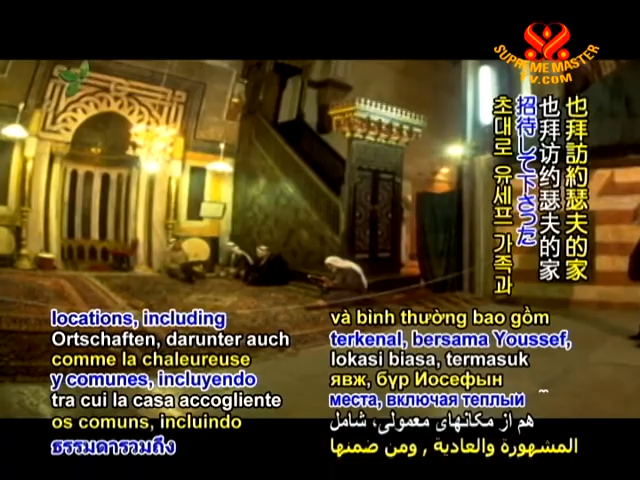 SUPREME MASTER
TV.COM
也拜訪約瑟夫的家
也拜访约瑟夫的家
招待して下さった
초대로 유세프 가족과
locations, including
Ortschaften, darunter auch
comme la chaleureuse
y comunes, incluyendo
tra cui la casa accogliente
os comuns, incluindo
ธรรมดารวมถึง
và bình thường bao gồm
terkenal, bersama Youssef,
lokasi biasa, termasuk
явж, бүр Иосефын
места, включая теплый
هم از مکانهای معمولی، شامل
المشهورة والعادية , ومن ضمنها